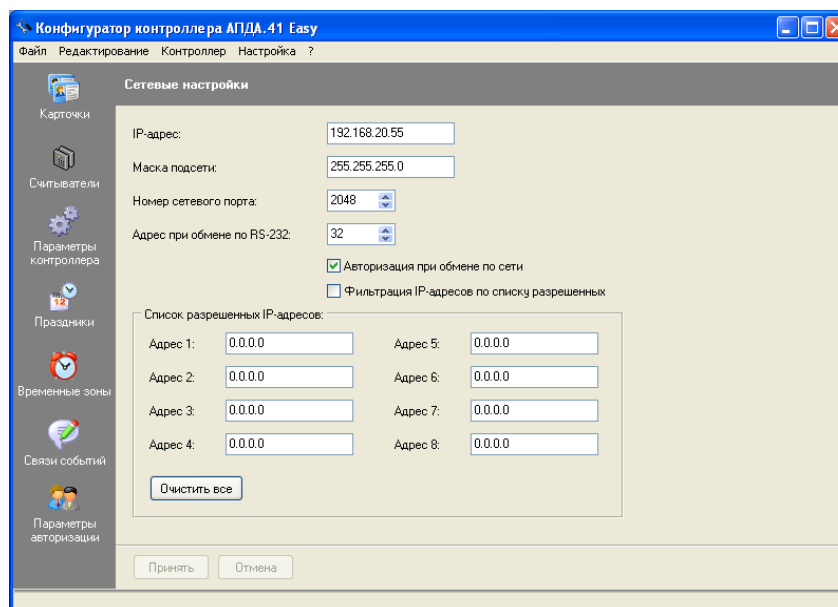 Конфигуратор контроллера АПДА.41 Easy
Файл Редактирование Контроллер Настройка ?
Карточки
Считыватели
Параметры
контроллера
12
Праздники
Временные зоны
Связи событий
Параметры
авторизации
Сетевые настройки
IP-адрес: 192.168.20.55
Маска подсети: 255.255.255.0
Номер сетевого порта: 2048
Адрес при обмене по RS-232: 32
Авторизация при обмене по сети
Фильтрация IP-адресов по списку разрешенных
Список разрешенных IP-адресов:
Адрес 1: 0.0.0.0 Адрес 5: 0.0.0.0
Адрес 2: 0.0.0.0 Адрес 6: 0.0.0.0
Адрес 3: 0.0.0.0 Адрес 7: 0.0.0.0
Адрес 4: 0.0.0.0 Адрес 8: 0.0.0.0
Очистить все
Принять Отмена